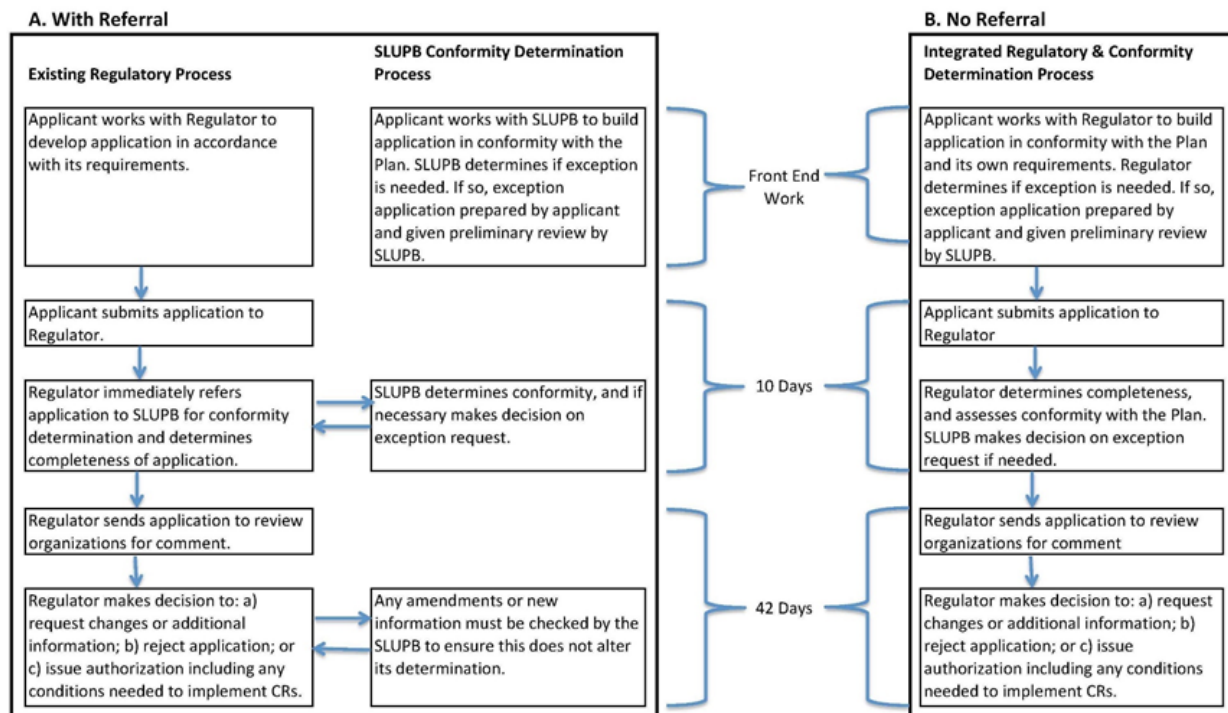 A. With Referral
Existing Regulatory Process
SLUPB Conformity Determination
Process
Applicant works with Regulator to
develop application in accordance
with its requirements.
Applicant works with SLUPB to build
application in conformity with the
Plan. SLUPB determines if exception
is needed. If so, exception
application prepared by applicant
and given preliminary review by
SLUPB.
Applicant submits application to
Regulator.
Regulator immediately refers
application to SLUPB for conformity
determination and determines
completeness of application.
SLUPB determines conformity, and if
necessary makes decision on
exception request.
Regulator sends application to review
organizations for comment.
Regulator makes decision to: a)
request changes or additional
information; b) reject application; or
c) issue authorization including any
conditions needed to implement CRs.
Any amendments or new
information must be checked by the
SLUPB to ensure this does not alter
its determination.
Front End
Work
10 Days
42 Days
B. No Referral
Integrated Regulatory & Conformity
Determination Process
Applicant works with Regulator to build
application in conformity with the Plan
and its own requirements. Regulator
determines if exception is needed. If so,
exception application prepared by
applicant and given preliminary review
by SLUPB.
Applicant submits application to
Regulator
Regulator determines completeness,
and assesses conformity with the Plan.
SLUPB makes decision on exception
request if needed.
Regulator sends application to review
organizations for comment
Regulator makes decision to: a) request
changes or additional information; b)
reject application; or c) issue
authorization including any conditions
needed to implement CRs.